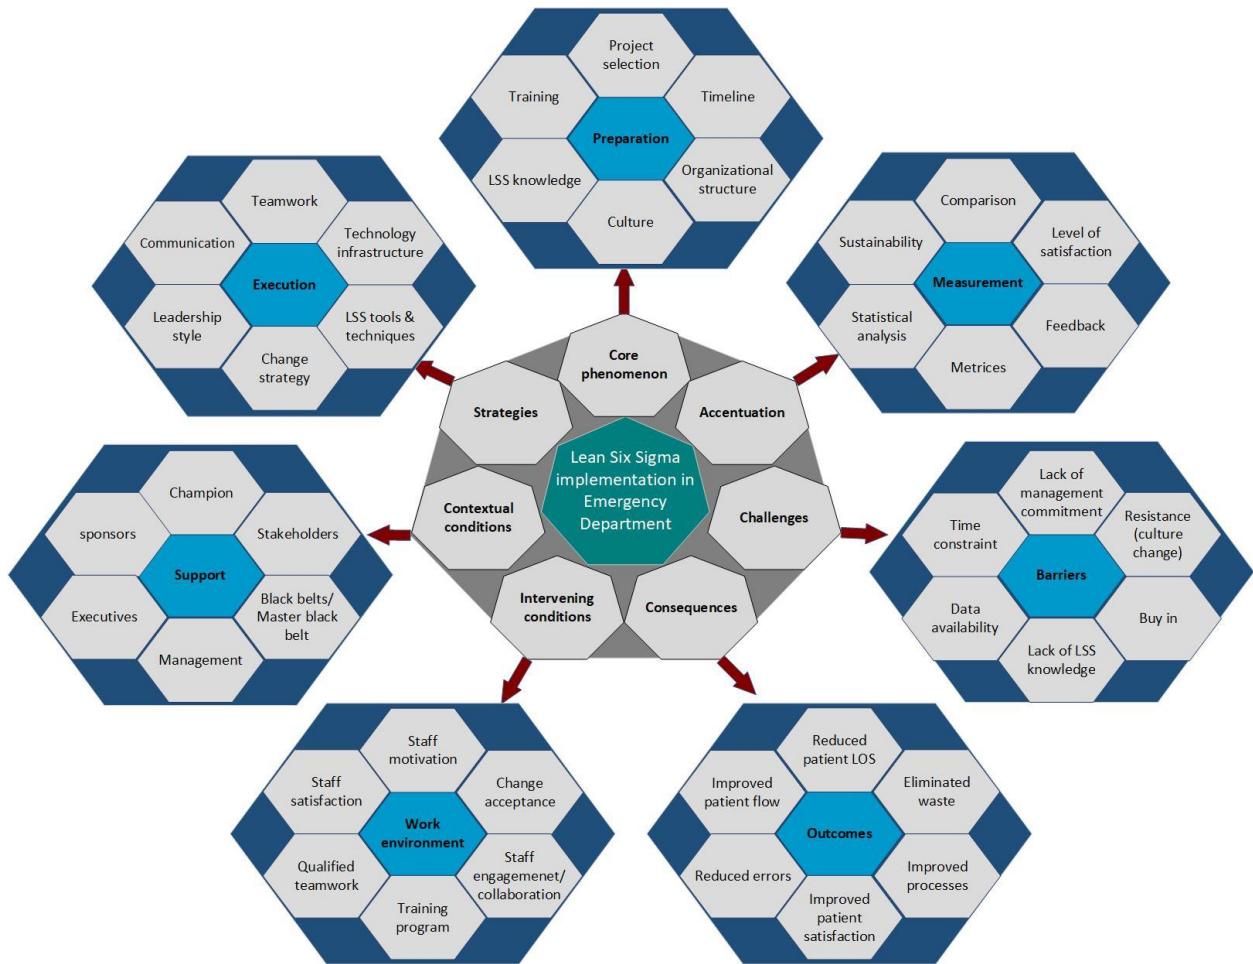 Project
selection
Training
Timeline
Preparation
LSS knowledge
Organizational
structure
Culture
Teamwork
Communication
Technology
infrastructure
Execution
Leadership
style
LSS tools &
techniques
Change
strategy
Comparison
Sustainability
Level of
satisfaction
Measurement
Statistical
analysis
Feedback
Metrices
Core
phenomenon
Strategies
Accentuation
Lean Six Sigma
implementation in
Emergency
Department
Contextual
conditions
Challenges
Intervening
conditions
Consequences
Champion
sponsors
Stakeholders
Support
Executives
Black belts/
Master black
belt
Management
Lack of
management
commitment
Time
constraint
Resistance
(culture
change)
Barriers
Data
availability
Buy in
Lack of LSS
knowledge
Staff
motivation
Staff
satisfaction
Change
acceptance
Work
environment
Qualified
teamwork
Staff
engagemenet/
collaboration
Training
program
Reduced
patient LOS
Improved
patient flow
Eliminated
waste
Outcomes
Reduced errors
Improved
processes
Improved
patient
satisfaction